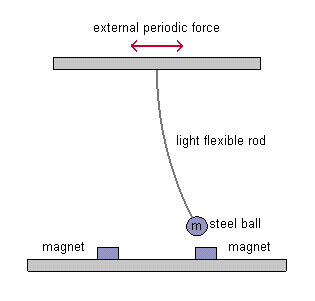 external periodic force
light flexible rod
m
steel ball
magnet
magnet